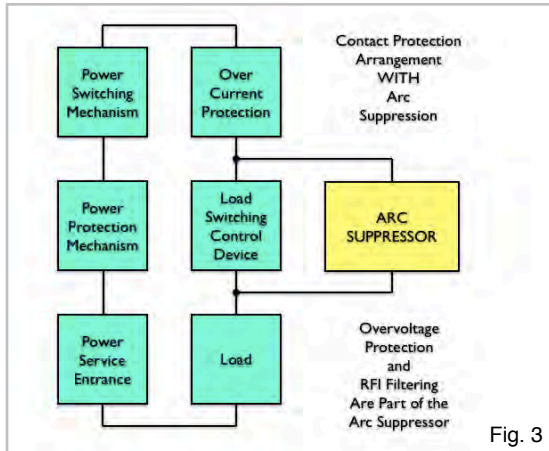 Power
Switching
Mechanism
Over
Current
Protection
Contact Protection
Arrangement
WITH
Arc
Suppression
Power
Protection
Mechanism
Load
Switching
Control
Device
ARC
SUPPRESSOR
Power
Service
Entrance
Load
Overvoltage
Protection
and
RFI Filtering
Are Part of the
Arc Suppressor
Fig. 3